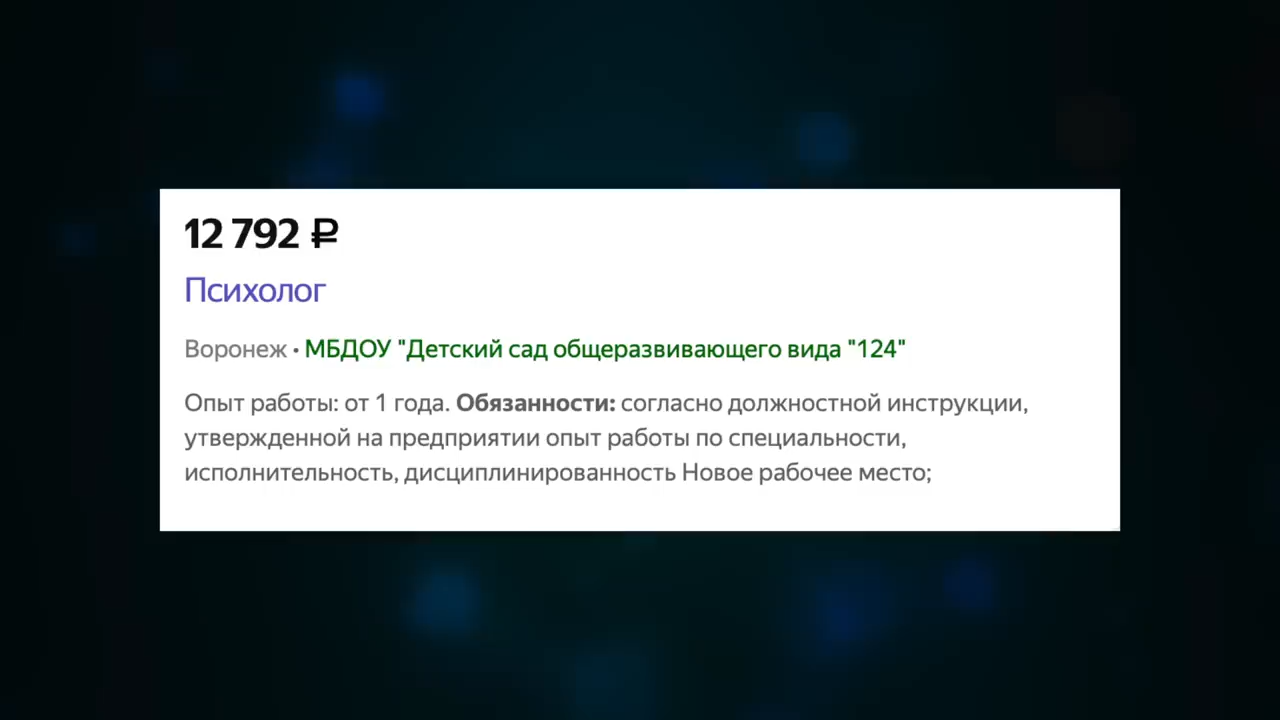 12 792 ₽
Психолог
Воронеж • МБДОУ "Детский сад общеразвивающего вида "124"
Опыт работы: от 1 года. Обязанности: согласно должностной инструкции,
утвержденной на предприятии опыт работы по специальности,
исполнительность, дисциплинированность Новое рабочее место;